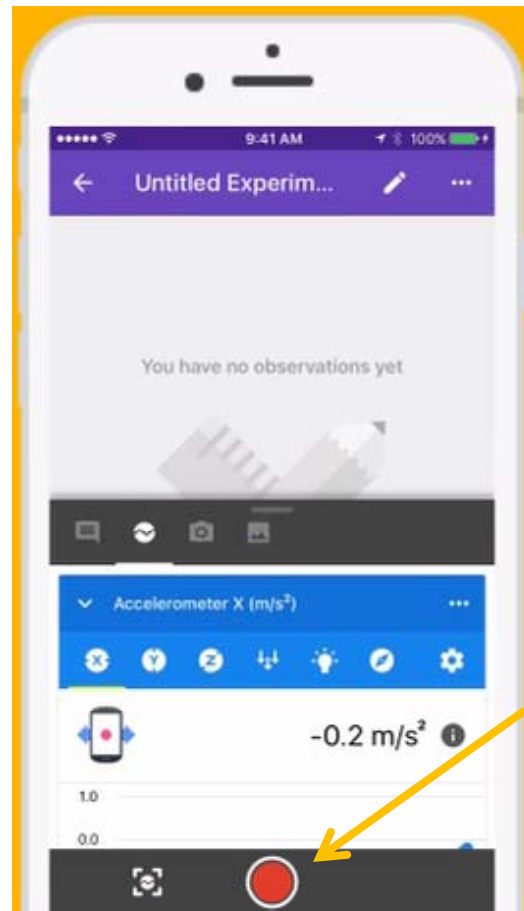 9:41 AM 100%
Untitled Experim...
You have no observations yet
Accelerometer X (m/s²)
X Y Z
-0.2 m/s²
1.0
0.0